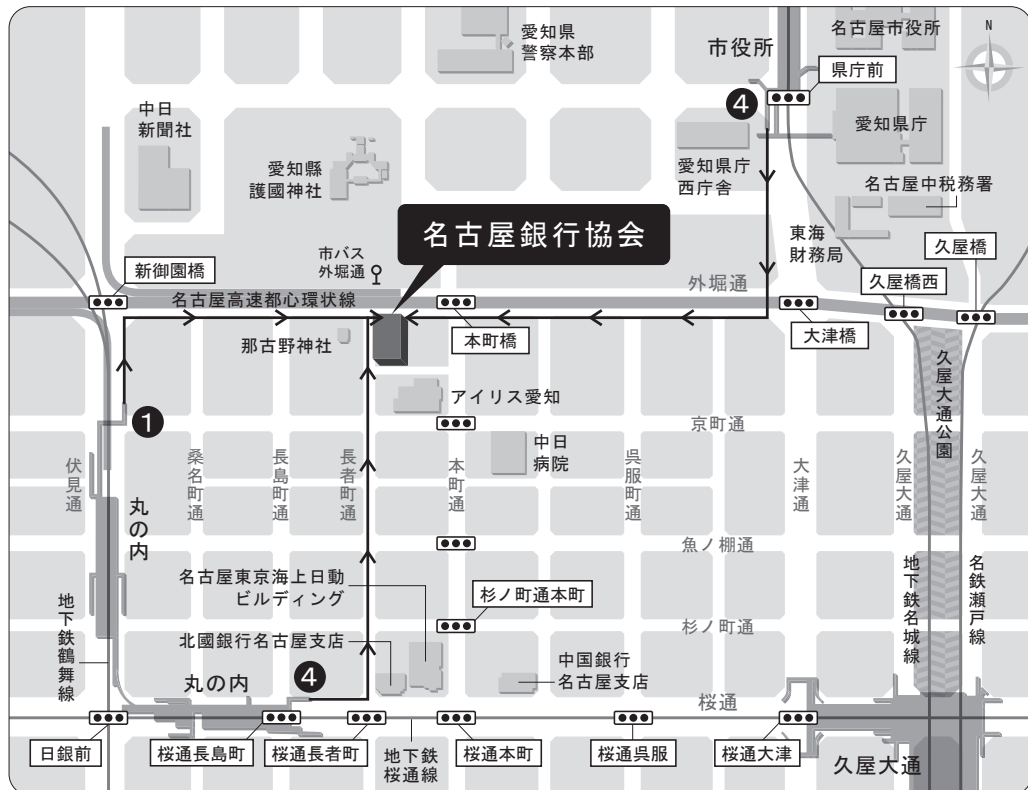 愛知県
警察本部
市役所
名古屋市役所
N
県庁前
4
中日
新聞社
愛知県庁
愛知縣
護國神社
愛知県庁
西庁舎
名古屋中税務署
名古屋銀行協会
東海
財務局
久屋橋
市バス
外堀通
新御園橋
外堀通
久屋橋西
名古屋高速都心環状線
本町橋
大津橋
那古野神社
久屋大通公園
アイリス愛知
1
京町通
中日
病院
伏見通
桑名町通
長島町通
長者町通
本町通
呉服町通
大津通
久屋大通
久屋大通
丸の内
魚ノ棚通
名古屋東京海上日動
ビルディング
杉ノ町通本町
地下鉄名城線
名鉄瀬戸線
地下鉄鶴舞線
杉ノ町通
北國銀行名古屋支店
中国銀行
名古屋支店
丸の内
4
桜通
日銀前
桜通長島町
桜通長者町
地下鉄
桜通線
桜通本町
桜通呉服
桜通大津
久屋大通